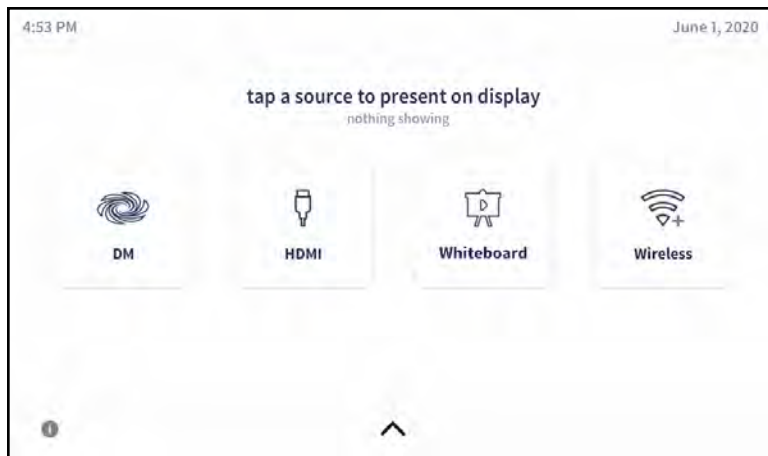 4:53 PM June 1, 2020
tap a source to present on display
nothing showing
DM HDMI Whiteboard Wireless